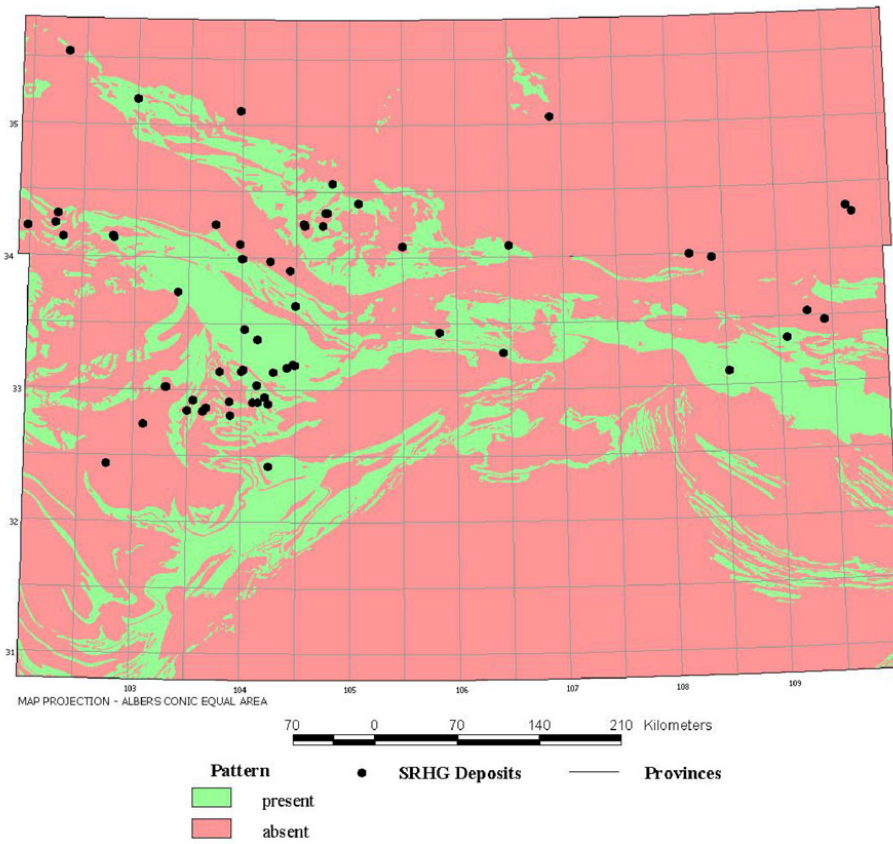 35
34
33
32
31
103 104 105 106 107 108 109
MAP PROJECTION - ALBERS CONIC EQUAL AREA
70 0 70 140 210 Kilometers
Pattern SRHG Deposits Provinces
present
absent